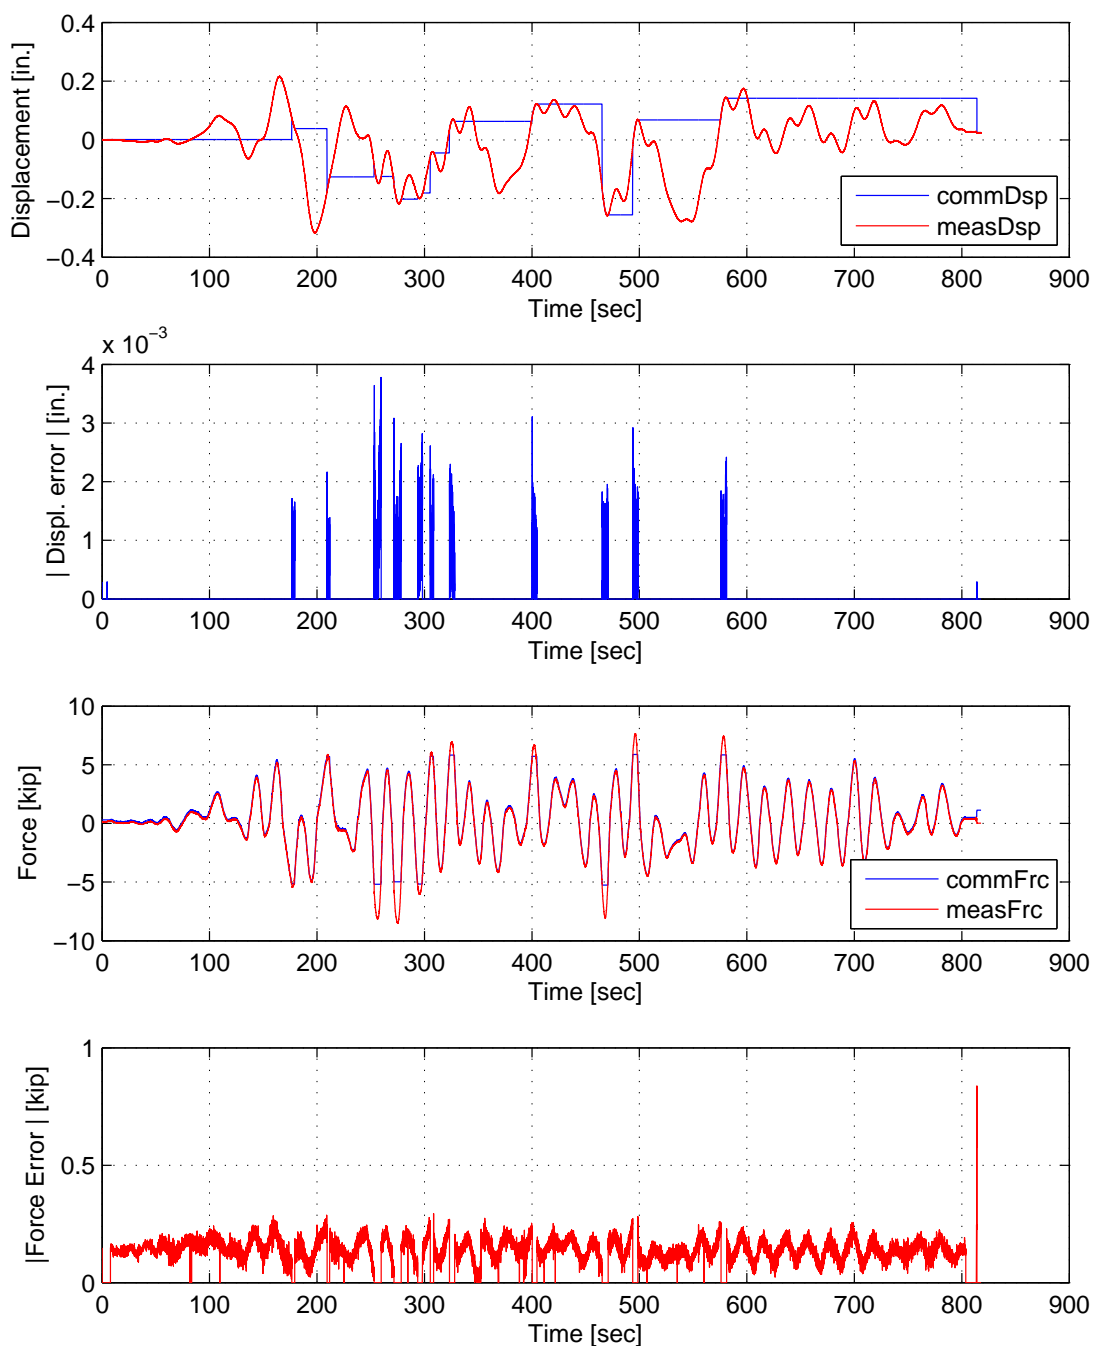 Displacement [in.]
0.4
0.2
0
−0.2
−0.4
commDsp
measDsp
0 100 200 300 400 500 600 700 800 900
Time [sec]
x 10−3
| Displ. error | [in.]
4
3
2
1
0
0 100 200 300 400 500 600 700 800 900
Time [sec]
Force [kip]
10
5
0
−5
−10
commFrc
measFrc
0 100 200 300 400 500 600 700 800 900
Time [sec]
|Force Error | [kip]
1
0.5
0
0 100 200 300 400 500 600 700 800 900
Time [sec]